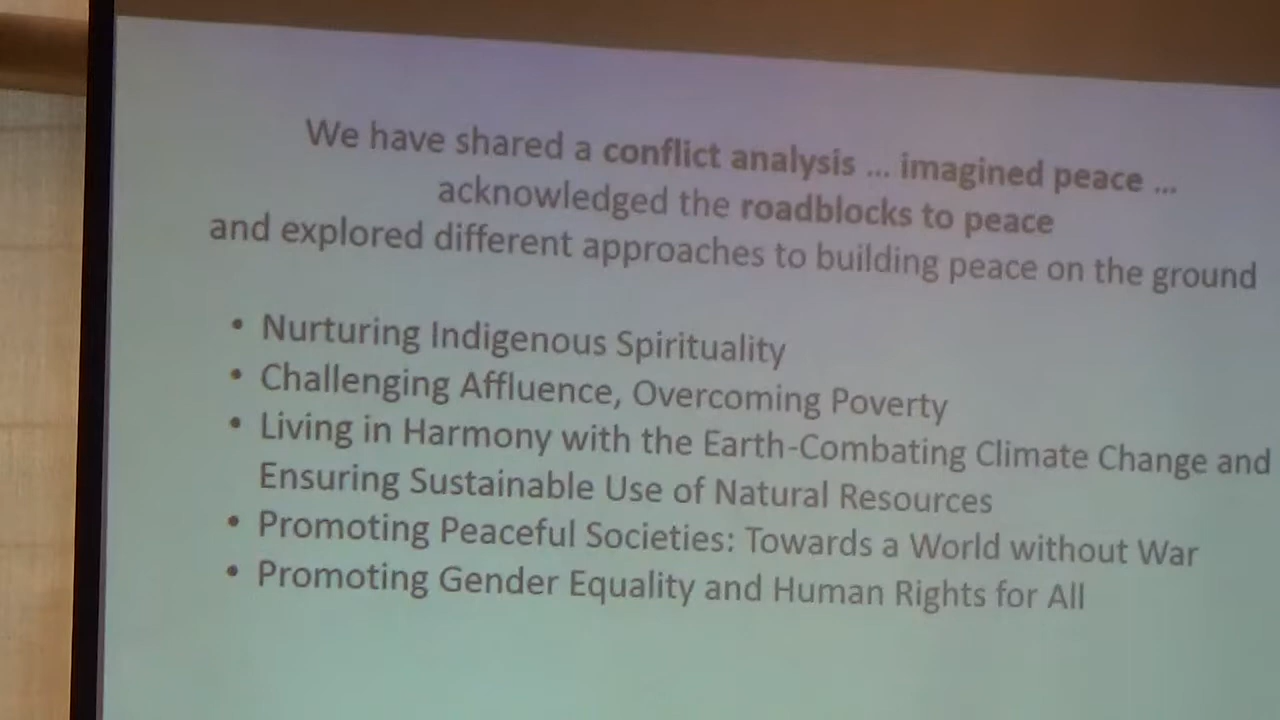 We have shared a conflict analysis ... imagined peace ...
acknowledged the roadblocks to peace
and explored different approaches to building peace on the ground
• Nurturing Indigenous Spirituality
• Challenging Affluence, Overcoming Poverty
• Living in Harmony with the Earth-Combating Climate Change and
Ensuring Sustainable Use of Natural Resources
• Promoting Peaceful Societies: Towards a World without War
• Promoting Gender Equality and Human Rights for All